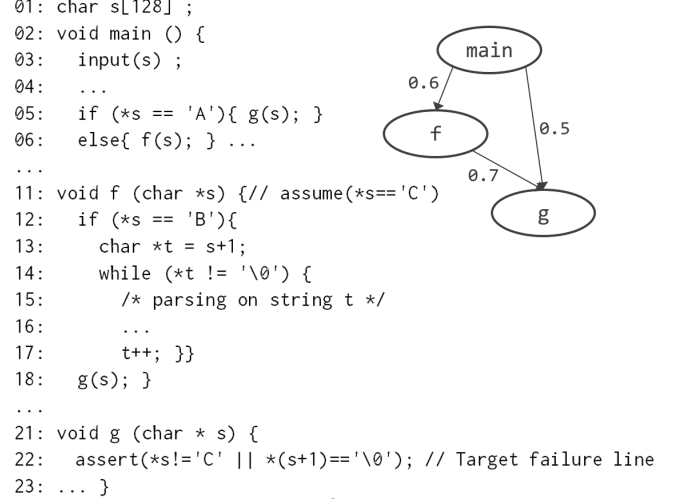 01: char s[128] ;
02: void main () {
03: input(s) ;
04: ...
05: if (*s == 'A'){ g(s); }
06: else{ f(s); } ...
...
11: void f (char *s) {// assume(*s=='C')
12: if (*s == 'B'){
13: char *t = s+1;
14: while (*t != '\0') {
15: /* parsing on string t */
16: ...
17: t++; }}
18: g(s); }
...
21: void g (char * s) {
22: assert(*s!='C' || *(s+1)=='\0'); // Target failure line
23: ... }
main
0.6
f
0.5
0.7
g